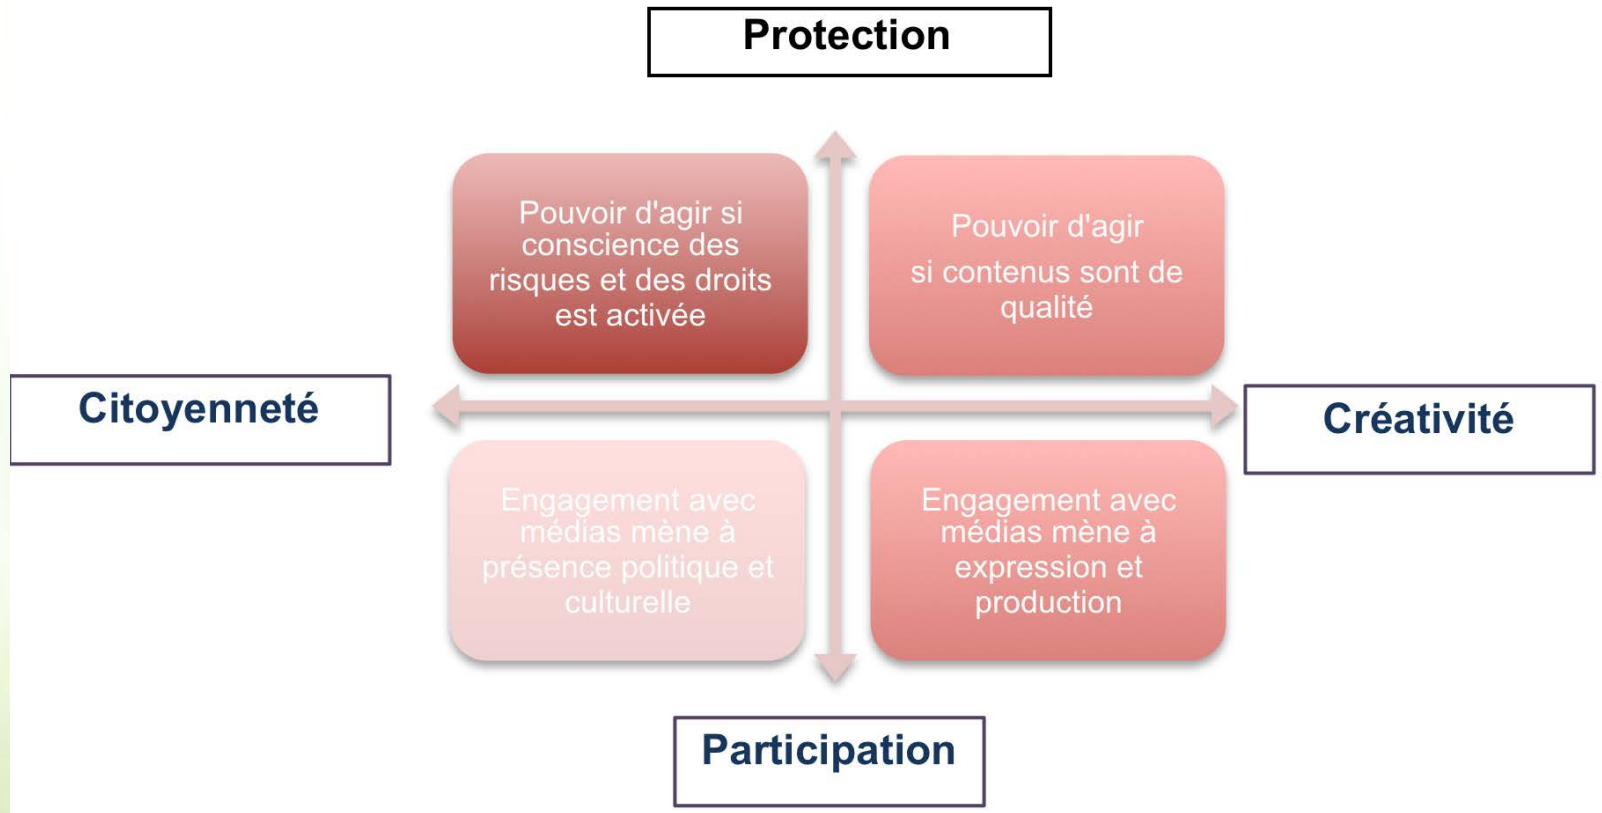 Protection
Pouvoir d'agir si
conscience des
risques et des droits
est activée
Pouvoir d'agir
si contenus sont de
qualité
Citoyenneté
Créativité
Engagement avec
médias mène à
présence politique et
culturelle
Engagement avec
médias mène à
expression et
production
Participation